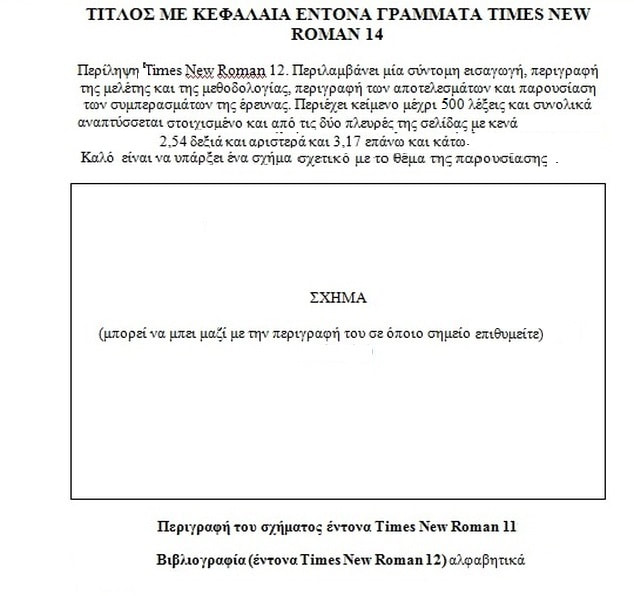 ΤΙΤΛΟΣ ΜΕ ΚΕΦΑΛΑΙΑ ΕΝΤΟΝΑ ΓΡΑΜΜΑΤΑ TIMES NEW
ROMAN 14
Περίληψη Times New Roman 12. Περιλαμβάνει μία σύντομη εισαγωγή, περιγραφή
της μελέτης και της μεθοδολογίας, περιγραφή των αποτελεσμάτων και παρουσίαση
των συμπερασμάτων της έρευνας. Περιέχει κείμενο μέχρι 500 λέξεις και συνολικά
αναπτύσσεται στοιχισμένο και από τις δύο πλευρές της σελίδας με κενά
2,54 δεξιά και αριστερά και 3,17 επάνω και κάτω.
Καλό είναι να υπάρξει ένα σχήμα σχετικό με το θέμα της παρουσίασης .
ΣΧΗΜΑ
(μπορεί να μπει μαζί με την περιγραφή του σε όποιο σημείο επιθυμείτε)
Περιγραφή του σχήματος έντονα Times New Roman 11
Βιβλιογραφία (έντονα Times New Roman 12) αλφαβητικά